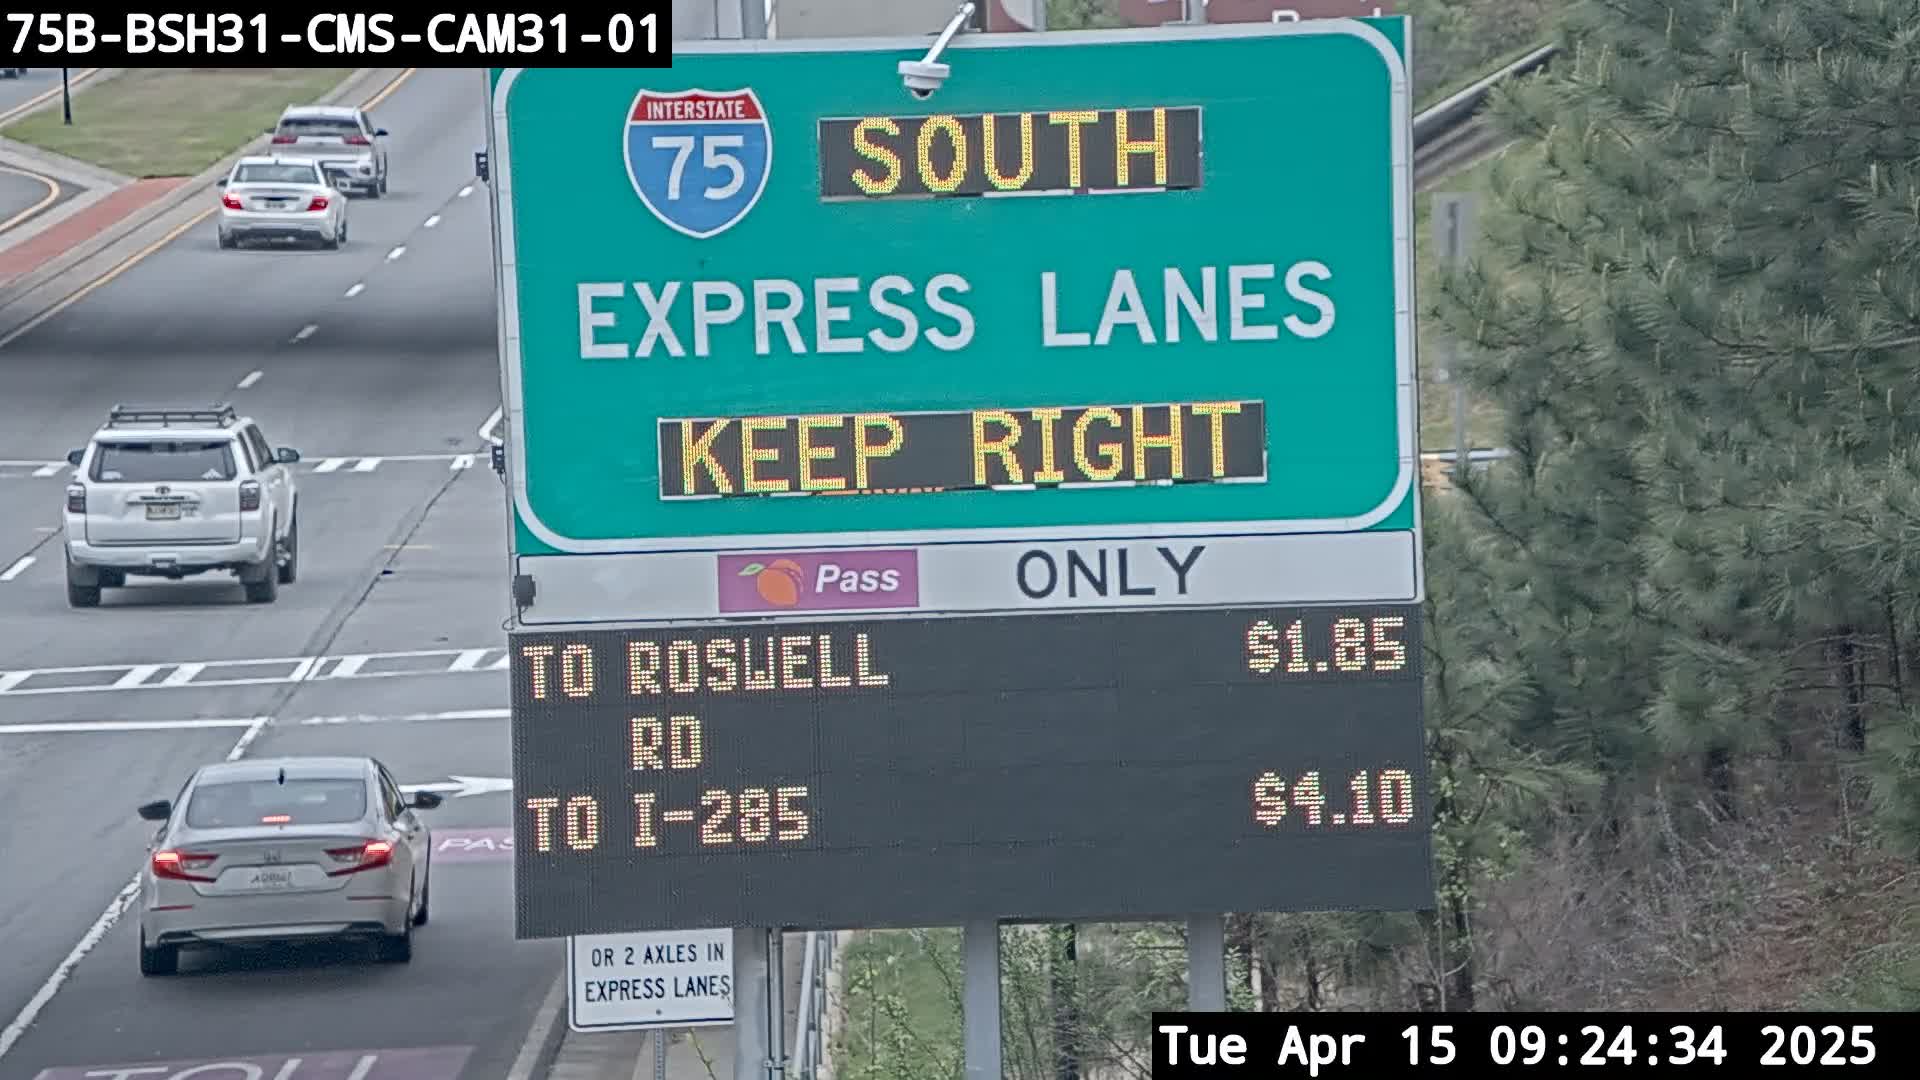 75B-BSH31-CMS-CAM31-01
INTERSTATE
75
SOUTH
EXPRESS LANES
KEEP RIGHT
Pass ONLY
TO ROSWELL $1.85
RD
TO I-285 $4.10
OR 2 AXLES IN
EXPRESS LANES
TOLL
Tue Apr 15 09:24:34 2025